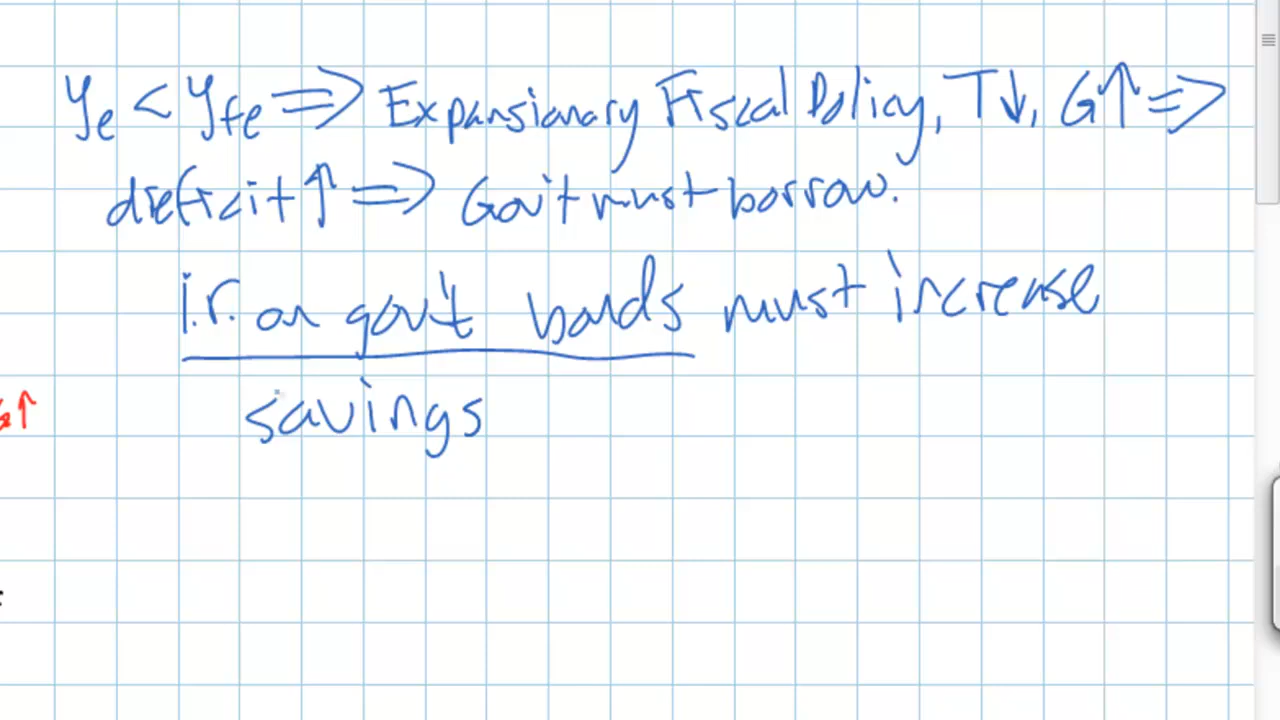 Ye < Yfe => Expansionary Fiscal Policy, T↓, G↑ =>
deficit ↑ => Gov't must borrow.
i.r. on gov't bonds must increase
savings